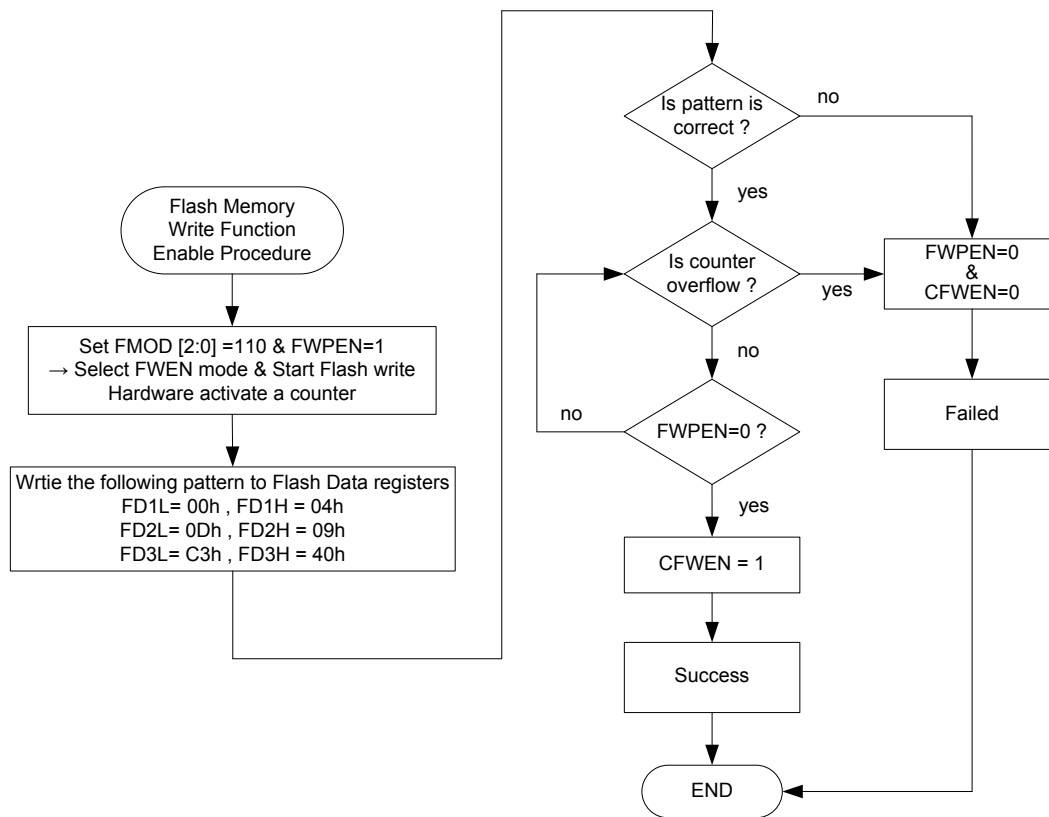 Flash Memory
Write Function
Enable Procedure
Set FMOD [2:0] =110 & FWPEN=1
→ Select FWEN mode & Start Flash write
Hardware activate a counter
Wrtie the following pattern to Flash Data registers
FD1L= 00h , FD1H = 04h
FD2L= 0Dh , FD2H = 09h
FD3L= C3h , FD3H = 40h
Is pattern is
correct ?
no
yes
Is counter
overflow ?
yes
no
FWPEN=0 ?
no
yes
CFWEN = 1
Success
FWPEN=0
&
CFWEN=0
Failed
END